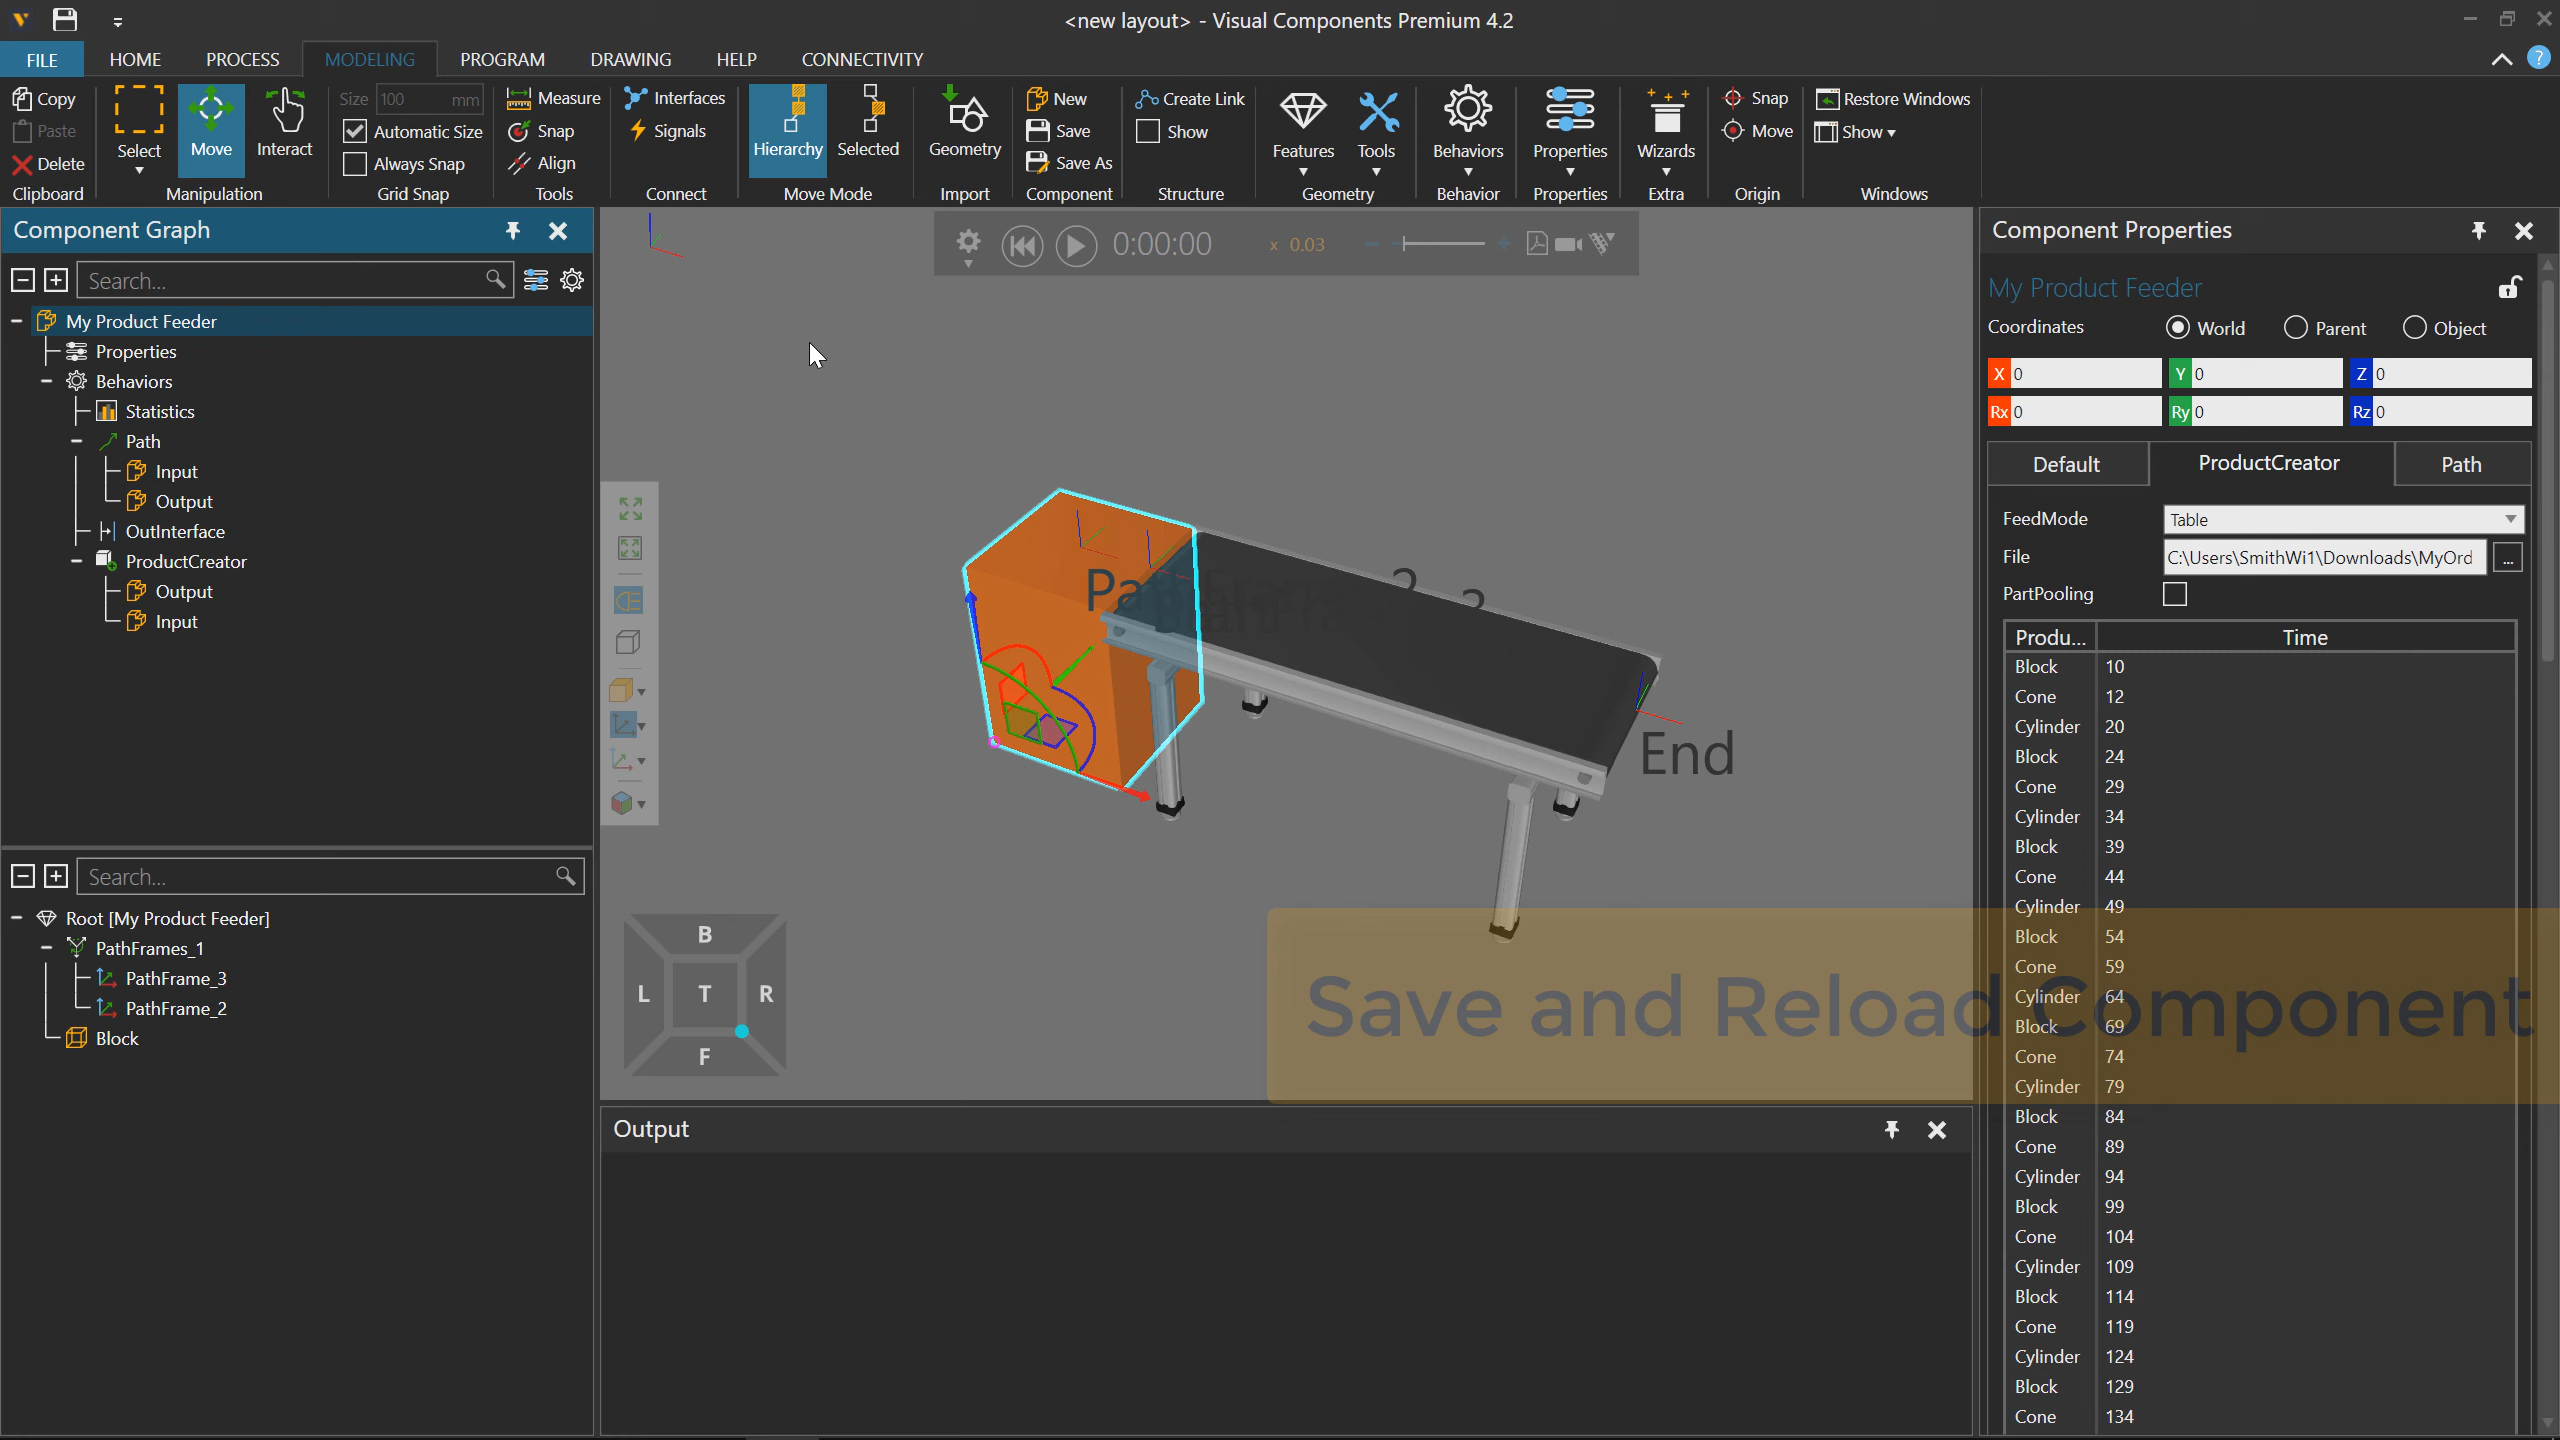 <new layout> - Visual Components Premium 4.2
FILE HOME PROCESS MODELING PROGRAM DRAWING HELP CONNECTIVITY
Copy
Paste
Delete
Clipboard
Select
Move
Interact
Manipulation
Size 100 mm
Automatic Size
Always Snap
Grid Snap
Measure
Snap
Align
Tools
Interfaces
Signals
Connect
Hierarchy
Selected
Move Mode
Geometry
Import
New
Save
Save As
Component
Create Link
Show
Structure
Features
Tools
Geometry
Behaviors
Behavior
Properties
Properties
Wizards
Extra
Snap
Move
Origin
Restore Windows
Show
Windows
Component Graph
Search...
My Product Feeder
Properties
Behaviors
Statistics
Path
Input
Output
OutInterface
ProductCreator
Output
Input
Search...
Root [My Product Feeder]
PathFrames_1
PathFrame_3
PathFrame_2
Block
0:00:00
x 0.03
End
B
L T R
F
Save and Reload Component
Output
Component Properties
My Product Feeder
Coordinates World Parent Object
X 0 Y 0 Z 0
Rx 0 Ry 0 Rz 0
Default ProductCreator Path
FeedMode Table
File C:\Users\SmithWi1\Downloads\MyOrd ...
PartPooling
Produ... Time
Block 10
Cone 12
Cylinder 20
Block 24
Cone 29
Cylinder 34
Block 39
Cone 44
Cylinder 49
Block 54
Cone 59
Cylinder 64
Block 69
Cone 74
Cylinder 79
Block 84
Cone 89
Cylinder 94
Block 99
Cone 104
Cylinder 109
Block 114
Cone 119
Cylinder 124
Block 129
Cone 134